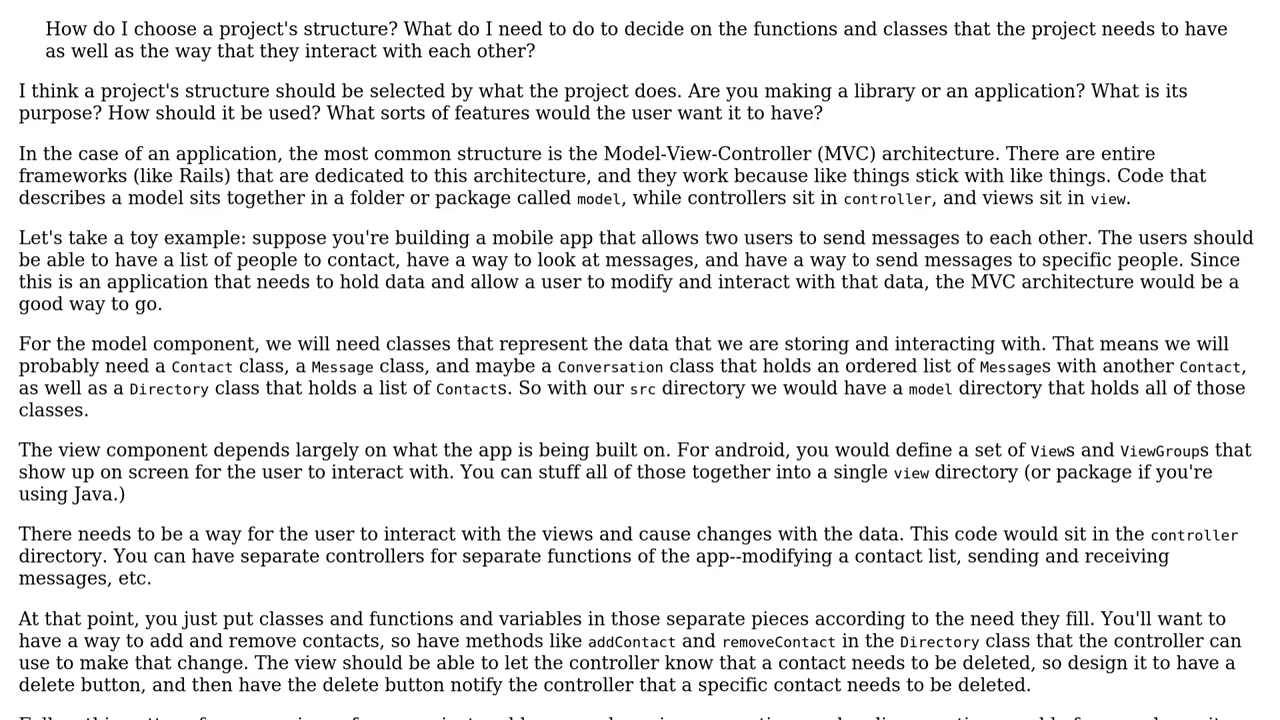 How do I choose a project's structure? What do I need to do to decide on the functions and classes that the project needs to have
as well as the way that they interact with each other?
I think a project's structure should be selected by what the project does. Are you making a library or an application? What is its
purpose? How should it be used? What sorts of features would the user want it to have?
In the case of an application, the most common structure is the Model-View-Controller (MVC) architecture. There are entire
frameworks (like Rails) that are dedicated to this architecture, and they work because like things stick with like things. Code that
describes a model sits together in a folder or package called model, while controllers sit in controller, and views sit in view.
Let's take a toy example: suppose you're building a mobile app that allows two users to send messages to each other. The users should
be able to have a list of people to contact, have a way to look at messages, and have a way to send messages to specific people. Since
this is an application that needs to hold data and allow a user to modify and interact with that data, the MVC architecture would be a
good way to go.
For the model component, we will need classes that represent the data that we are storing and interacting with. That means we will
probably need a Contact class, a Message class, and maybe a Conversation class that holds an ordered list of Messages with another Contact,
as well as a Directory class that holds a list of Contacts. So with our src directory we would have a model directory that holds all of those
classes.
The view component depends largely on what the app is being built on. For android, you would define a set of Views and ViewGroups that
show up on screen for the user to interact with. You can stuff all of those together into a single view directory (or package if you're
using Java.)
There needs to be a way for the user to interact with the views and cause changes with the data. This code would sit in the controller
directory. You can have separate controllers for separate functions of the app--modifying a contact list, sending and receiving
messages, etc.
At that point, you just put classes and functions and variables in those separate pieces according to the need they fill. You'll want to
have a way to add and remove contacts, so have methods like addContact and removeContact in the Directory class that the controller can
use to make that change. The view should be able to let the controller know that a contact needs to be deleted, so design it to have a
delete button, and then have the delete button notify the controller that a specific contact needs to be deleted.